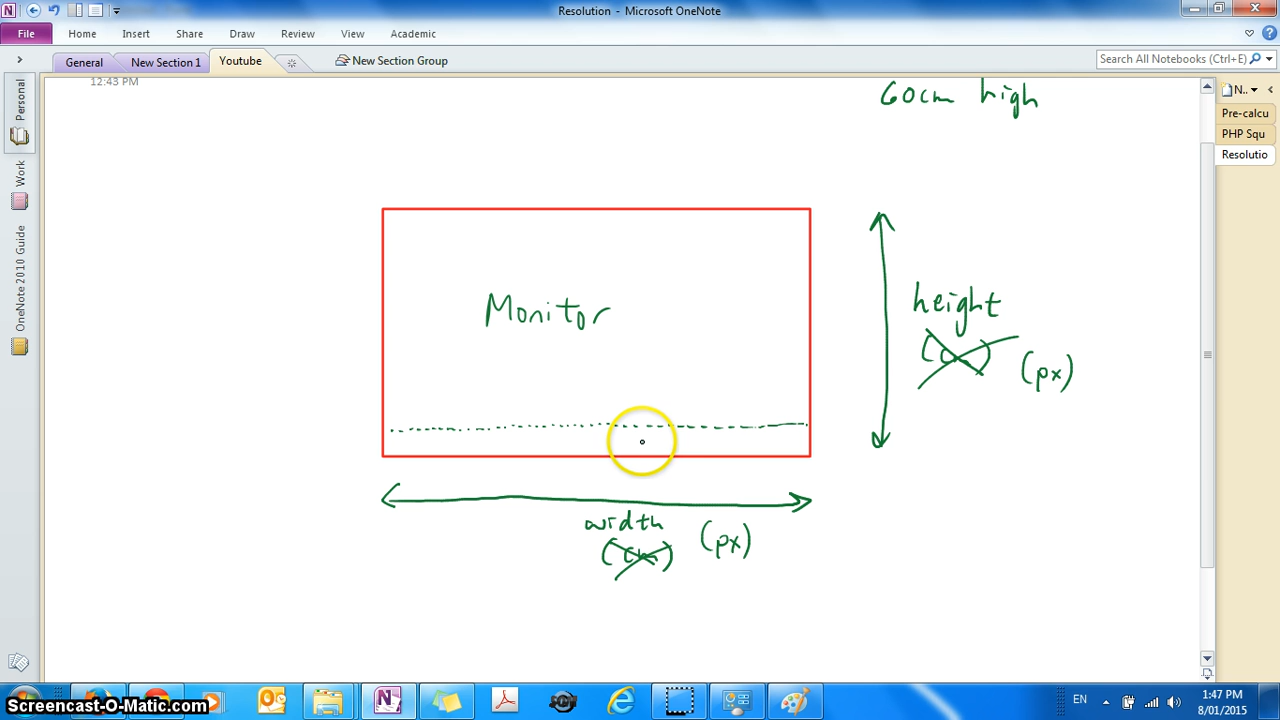 Resolution - Microsoft OneNote
File Home Insert Share Draw Review View Academic
General New Section 1 Youtube New Section Group
Search All Notebooks (Ctrl+E)
N..
Personal
Work
OneNote 2010 Guide
Pre-calcu
PHP Squ
Resolutio
12:43 PM
60cm high
Monitor
height
(cm) (px)
width
(cm) (px)
EN
1:47 PM
8/01/2015
Screencast-O-Matic.com